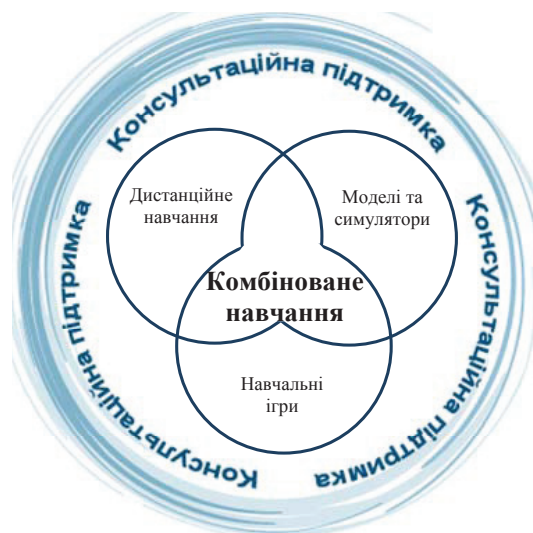 Консультаційна підтримка
Дистанційне
навчання
Моделі та
симулятори
Комбіноване
навчання
Навчальні
ігри
Консультаційна підтримка
Консультаційна підтримка